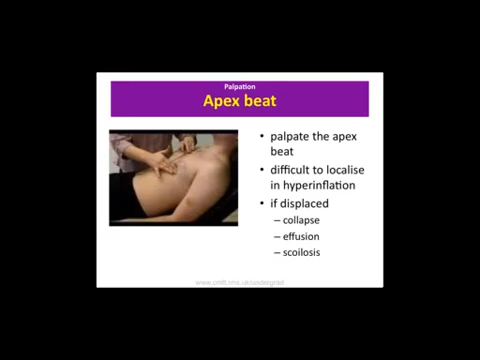 Palpation
Apex beat
• palpate the apex
beat
• difficult to localise
in hyperinflation
• if displaced
– collapse
– effusion
– scoilosis
www.cmft.nhs.uk/undergrad